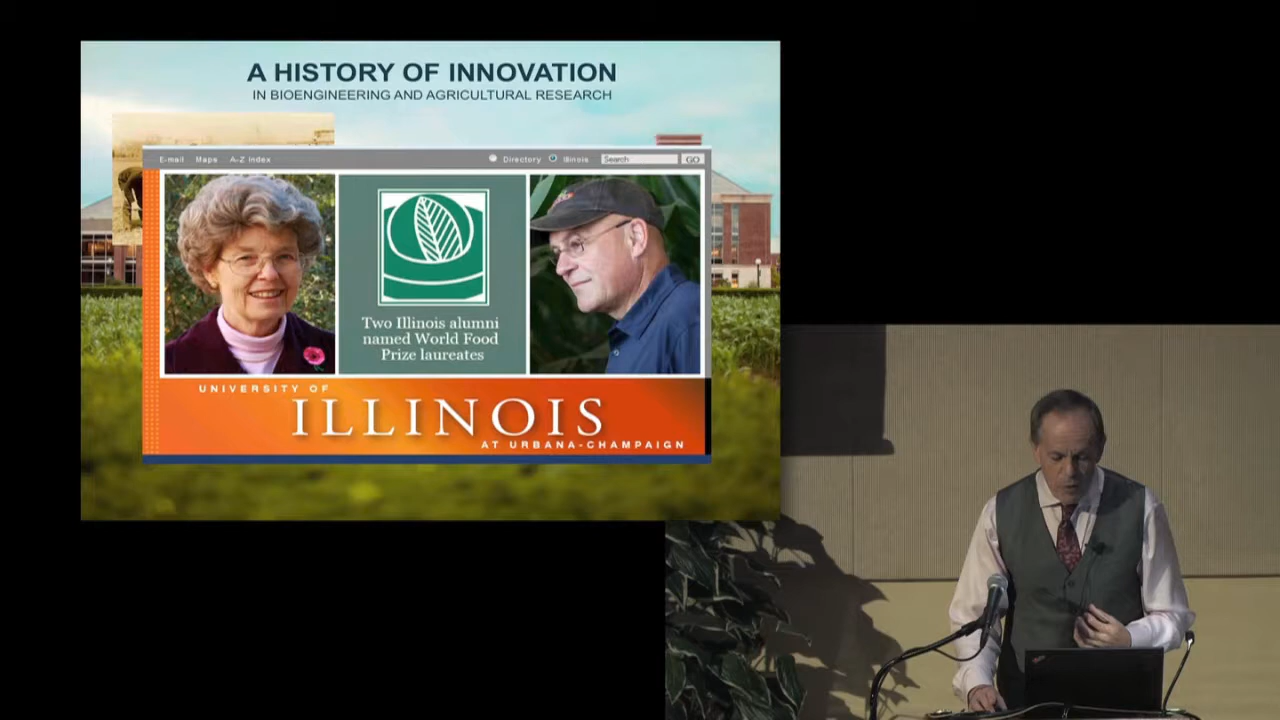 A HISTORY OF INNOVATION
IN BIOENGINEERING AND AGRICULTURAL RESEARCH
E-mail Maps A-Z Index
Directory Illinois Search GO
Two Illinois alumni
named World Food
Prize laureates
UNIVERSITY OF
ILLINOIS
AT URBANA-CHAMPAIGN